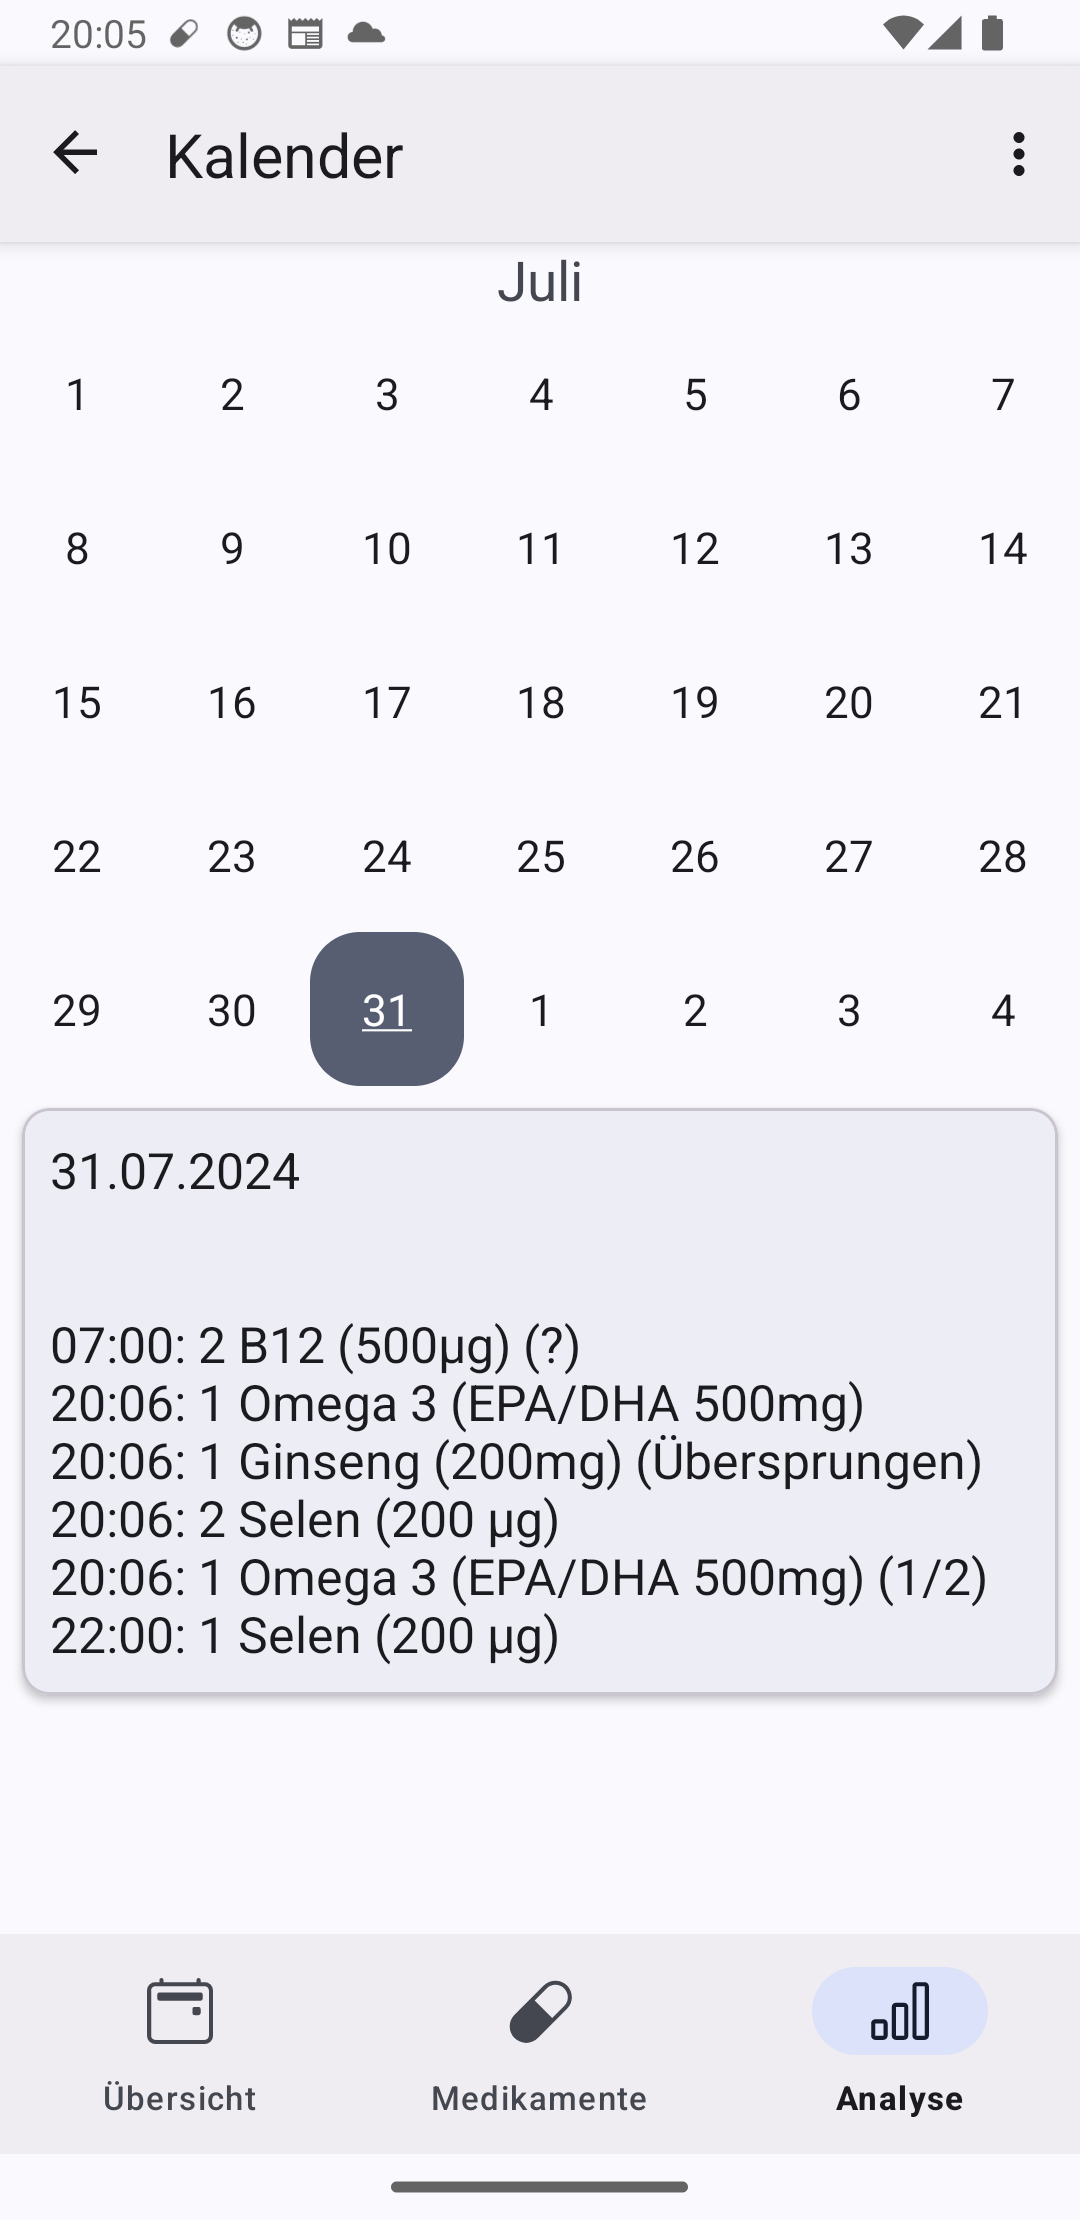 20:05
Kalender
Juli
1 2 3 4 5 6 7
8 9 10 11 12 13 14
15 16 17 18 19 20 21
22 23 24 25 26 27 28
29 30 31 1 2 3 4
31.07.2024
07:00: 2 B12 (500µg) (?)
20:06: 1 Omega 3 (EPA/DHA 500mg)
20:06: 1 Ginseng (200mg) (Übersprungen)
20:06: 2 Selen (200 µg)
20:06: 1 Omega 3 (EPA/DHA 500mg) (1/2)
22:00: 1 Selen (200 µg)
Übersicht Medikamente Analyse